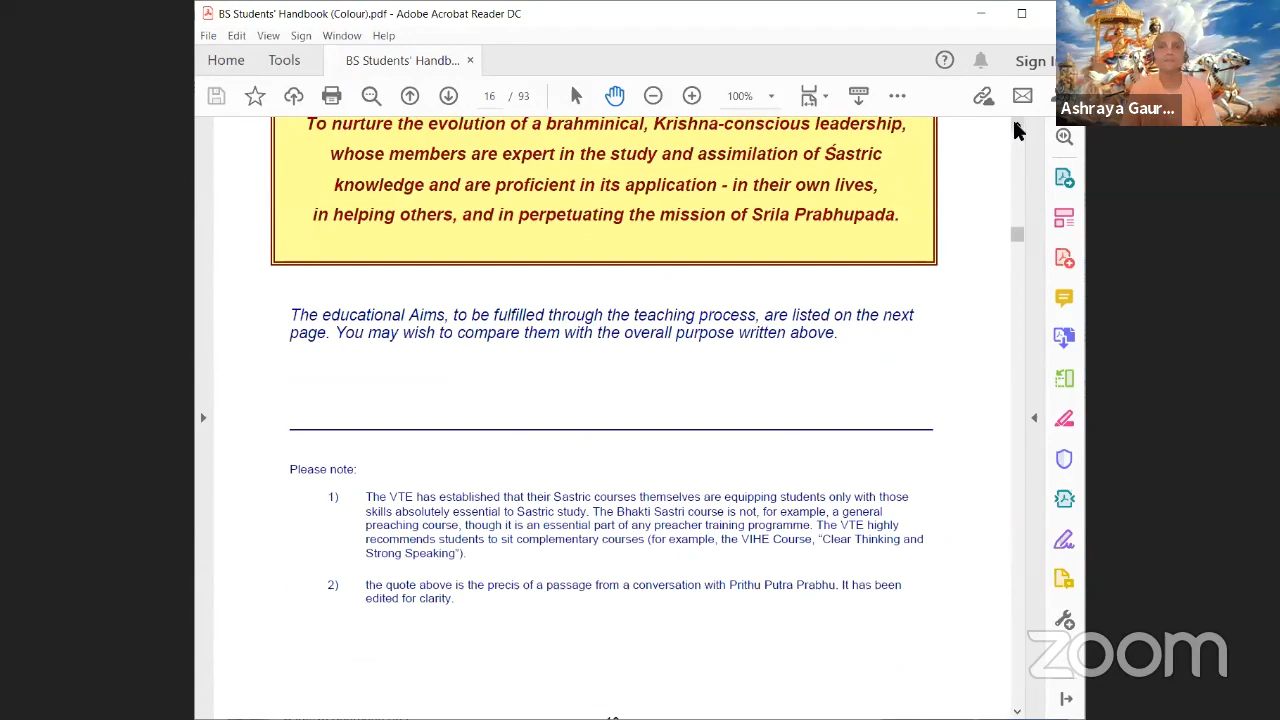 BS Students' Handbook (Colour).pdf - Adobe Acrobat Reader DC
File Edit View Sign Window Help
Home Tools BS Students' Handb... × Sign
16 / 93 100%
Ashraya Gaur...
To nurture the evolution of a brahminical, Krishna-conscious leadership,
whose members are expert in the study and assimilation of Śastric
knowledge and are proficient in its application - in their own lives,
in helping others, and in perpetuating the mission of Srila Prabhupada.
The educational Aims, to be fulfilled through the teaching process, are listed on the next
page. You may wish to compare them with the overall purpose written above.
Please note:
1) The VTE has established that their Sastric courses themselves are equipping students only with those
skills absolutely essential to Sastric study. The Bhakti Sastri course is not, for example, a general
preaching course, though it is an essential part of any preacher training programme. The VTE highly
recommends students to sit complementary courses (for example, the VIHE Course, “Clear Thinking and
Strong Speaking”).
2) the quote above is the precis of a passage from a conversation with Prithu Putra Prabhu. It has been
edited for clarity.
zoom